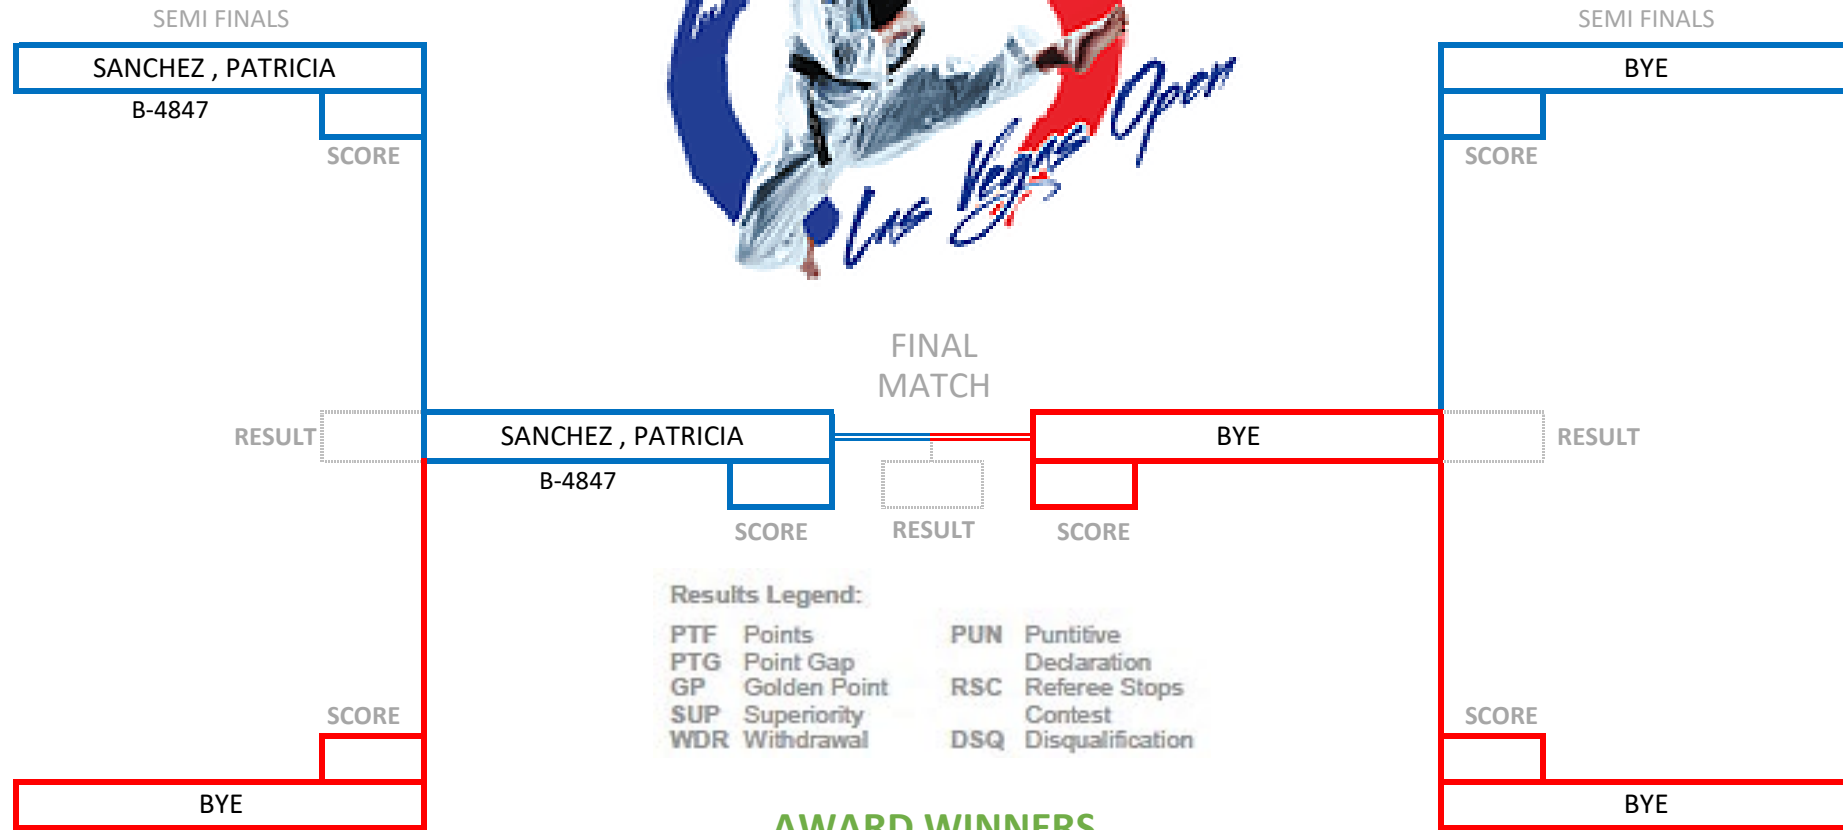 SEMI FINALS
SEMI FINALS
SANCHEZ , PATRICIA
BYE
B-4847
SCORE
SCORE
Las Vegas Open
FINAL
MATCH
RESULT
SANCHEZ , PATRICIA
BYE
RESULT
B-4847
SCORE
RESULT
SCORE
Results Legend:
PTF Points
PTG Point Gap
GP Golden Point
SUP Superiority
WDR Withdrawal
PUN Puntitive
Declaration
RSC Referee Stops
Contest
DSQ Disqualification
SCORE
SCORE
BYE
BYE
AWARD WINNERS